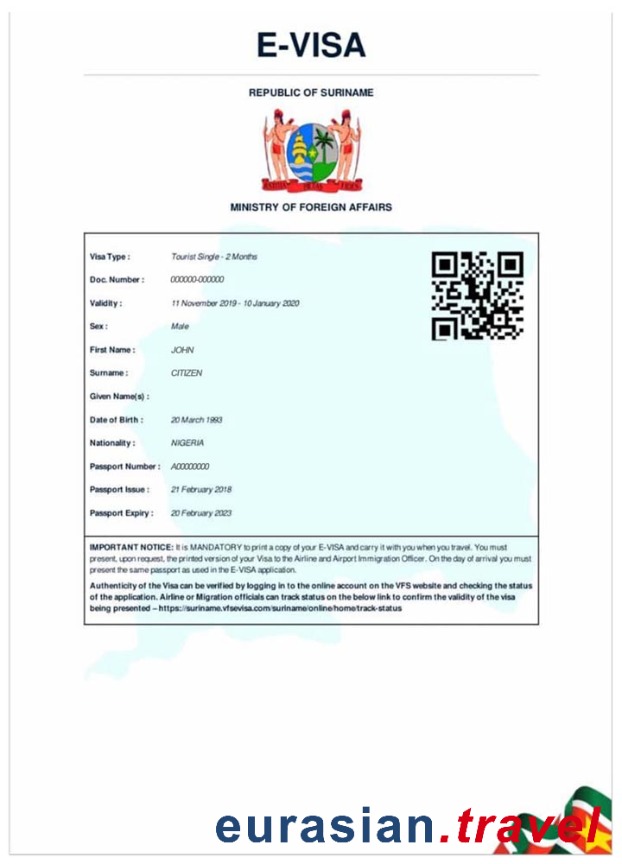 E-VISA
REPUBLIC OF SURINAME
JUSTITIA PIETAS FIDES
MINISTRY OF FOREIGN AFFAIRS
Visa Type : Tourist Single - 2 Months
Doc. Number : 000000-000000
Validity : 11 November 2019 - 10 January 2020
Sex : Male
First Name : JOHN
Surname : CITIZEN
Given Name(s) :
Date of Birth : 20 March 1993
Nationality : NIGERIA
Passport Number : A00000000
Passport Issue : 21 February 2018
Passport Expiry : 20 February 2023
IMPORTANT NOTICE: It is MANDATORY to print a copy of your E-VISA and carry it with you when you travel. You must
present, upon request, the printed version of your Visa to the Airline and Airport Immigration Officer. On the day of arrival you must
present the same passport as used in the E-VISA application.
Authenticity of the Visa can be verified by logging in to the online account on the VFS website and checking the status
of the application. Airline or Migration officials can track status on the below link to confirm the validity of the visa
being presented – https://suriname.vfsevisa.com/suriname/online/home/track-status
eurasian.travel